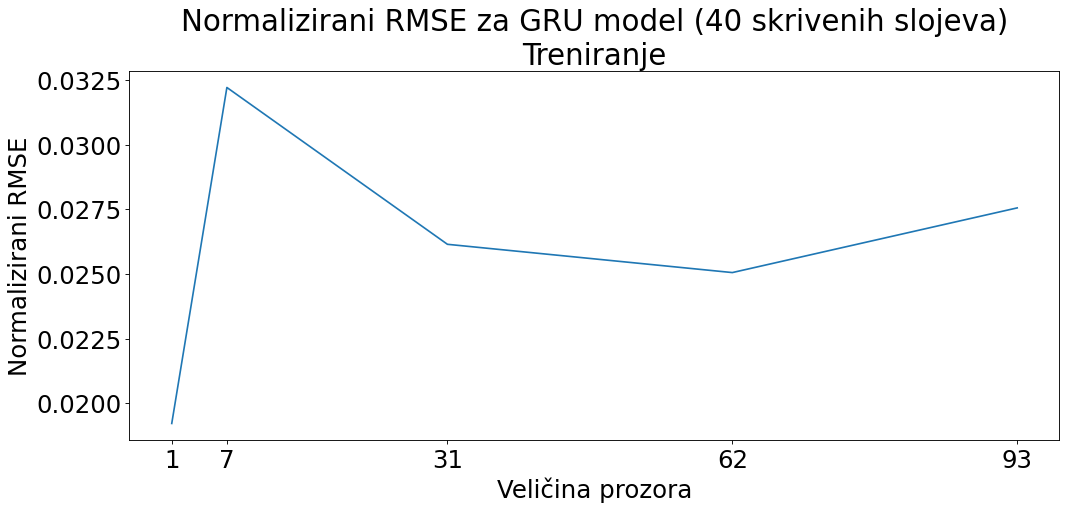 Normalizirani RMSE za GRU model (40 skrivenih slojeva)
Treniranje
Normalizirani RMSE
0.0325
0.0300
0.0275
0.0250
0.0225
0.0200
1 7 31 62 93
Veličina prozora